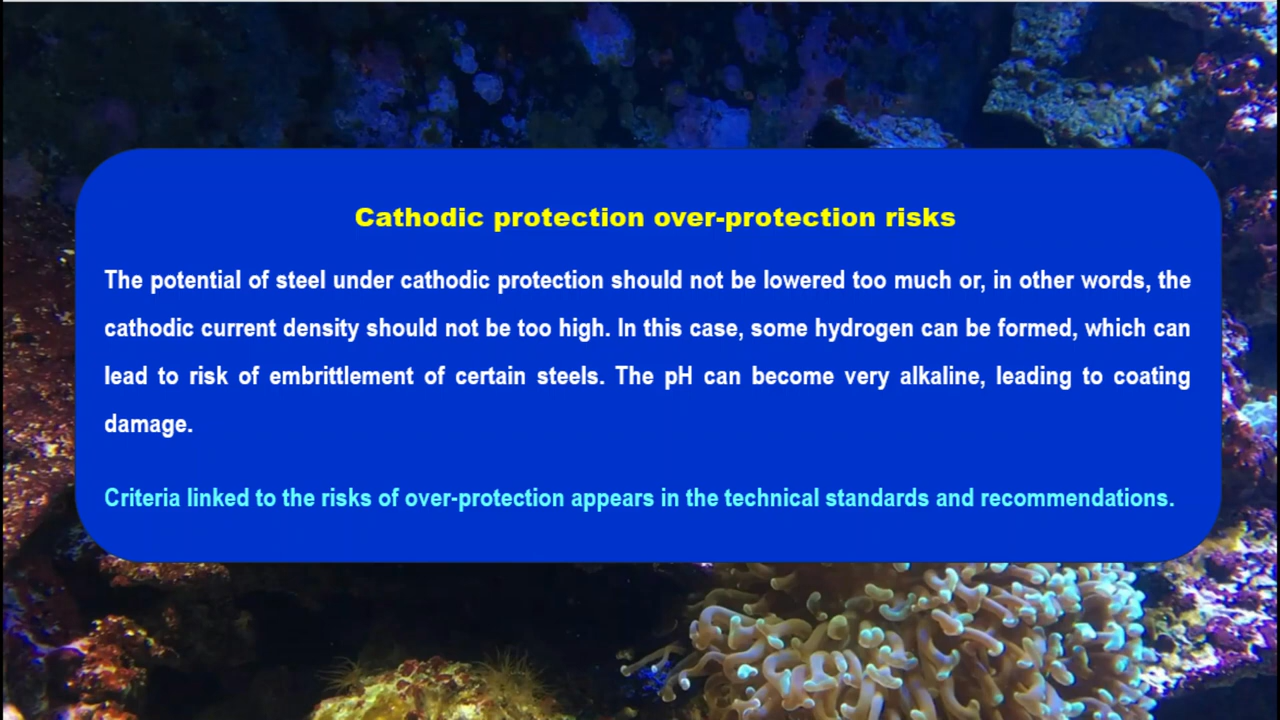 Cathodic protection over-protection risks
The potential of steel under cathodic protection should not be lowered too much or, in other words, the
cathodic current density should not be too high. In this case, some hydrogen can be formed, which can
lead to risk of embrittlement of certain steels. The pH can become very alkaline, leading to coating
damage.
Criteria linked to the risks of over-protection appears in the technical standards and recommendations.